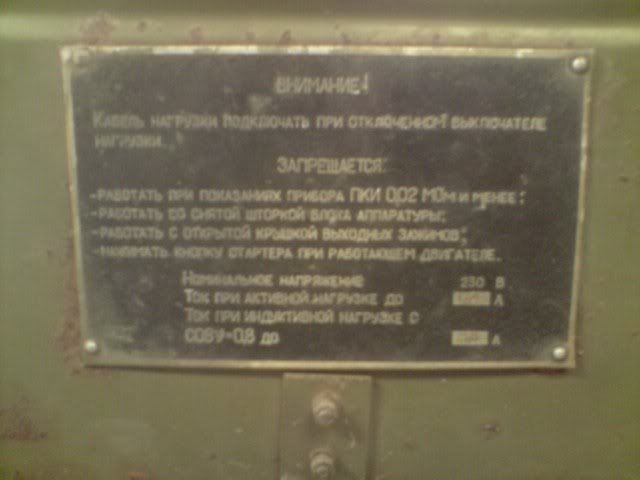 ВНИМАНИЕ!
КАБЕЛЬ НАГРУЗКИ ПОДКЛЮЧАТЬ ПРИ ОТКЛЮЧЕННОМ ВЫКЛЮЧАТЕЛЕ
НАГРУЗКИ.
ЗАПРЕЩАЕТСЯ:
-РАБОТАТЬ ПРИ ПОКАЗАНИЯХ ПРИБОРА ПКИ 0,02 МОм И МЕНЕЕ;
-РАБОТАТЬ СО СНЯТОЙ ШТОРКОЙ БЛОКА АППАРАТУРЫ;
-РАБОТАТЬ С ОТКРЫТОЙ КРЫШКОЙ ВЫХОДНЫХ ЗАЖИМОВ;
-НАЖИМАТЬ КНОПКУ СТАРТЕРА ПРИ РАБОТАЮЩЕМ ДВИГАТЕЛЕ.
НОМИНАЛЬНОЕ НАПРЯЖЕНИЕ 230 В
ТОК ПРИ АКТИВНОЙ НАГРУЗКЕ ДО А
ТОК ПРИ ИНДУКТИВНОЙ НАГРУЗКЕ С
COSУ=0,8 ДО А